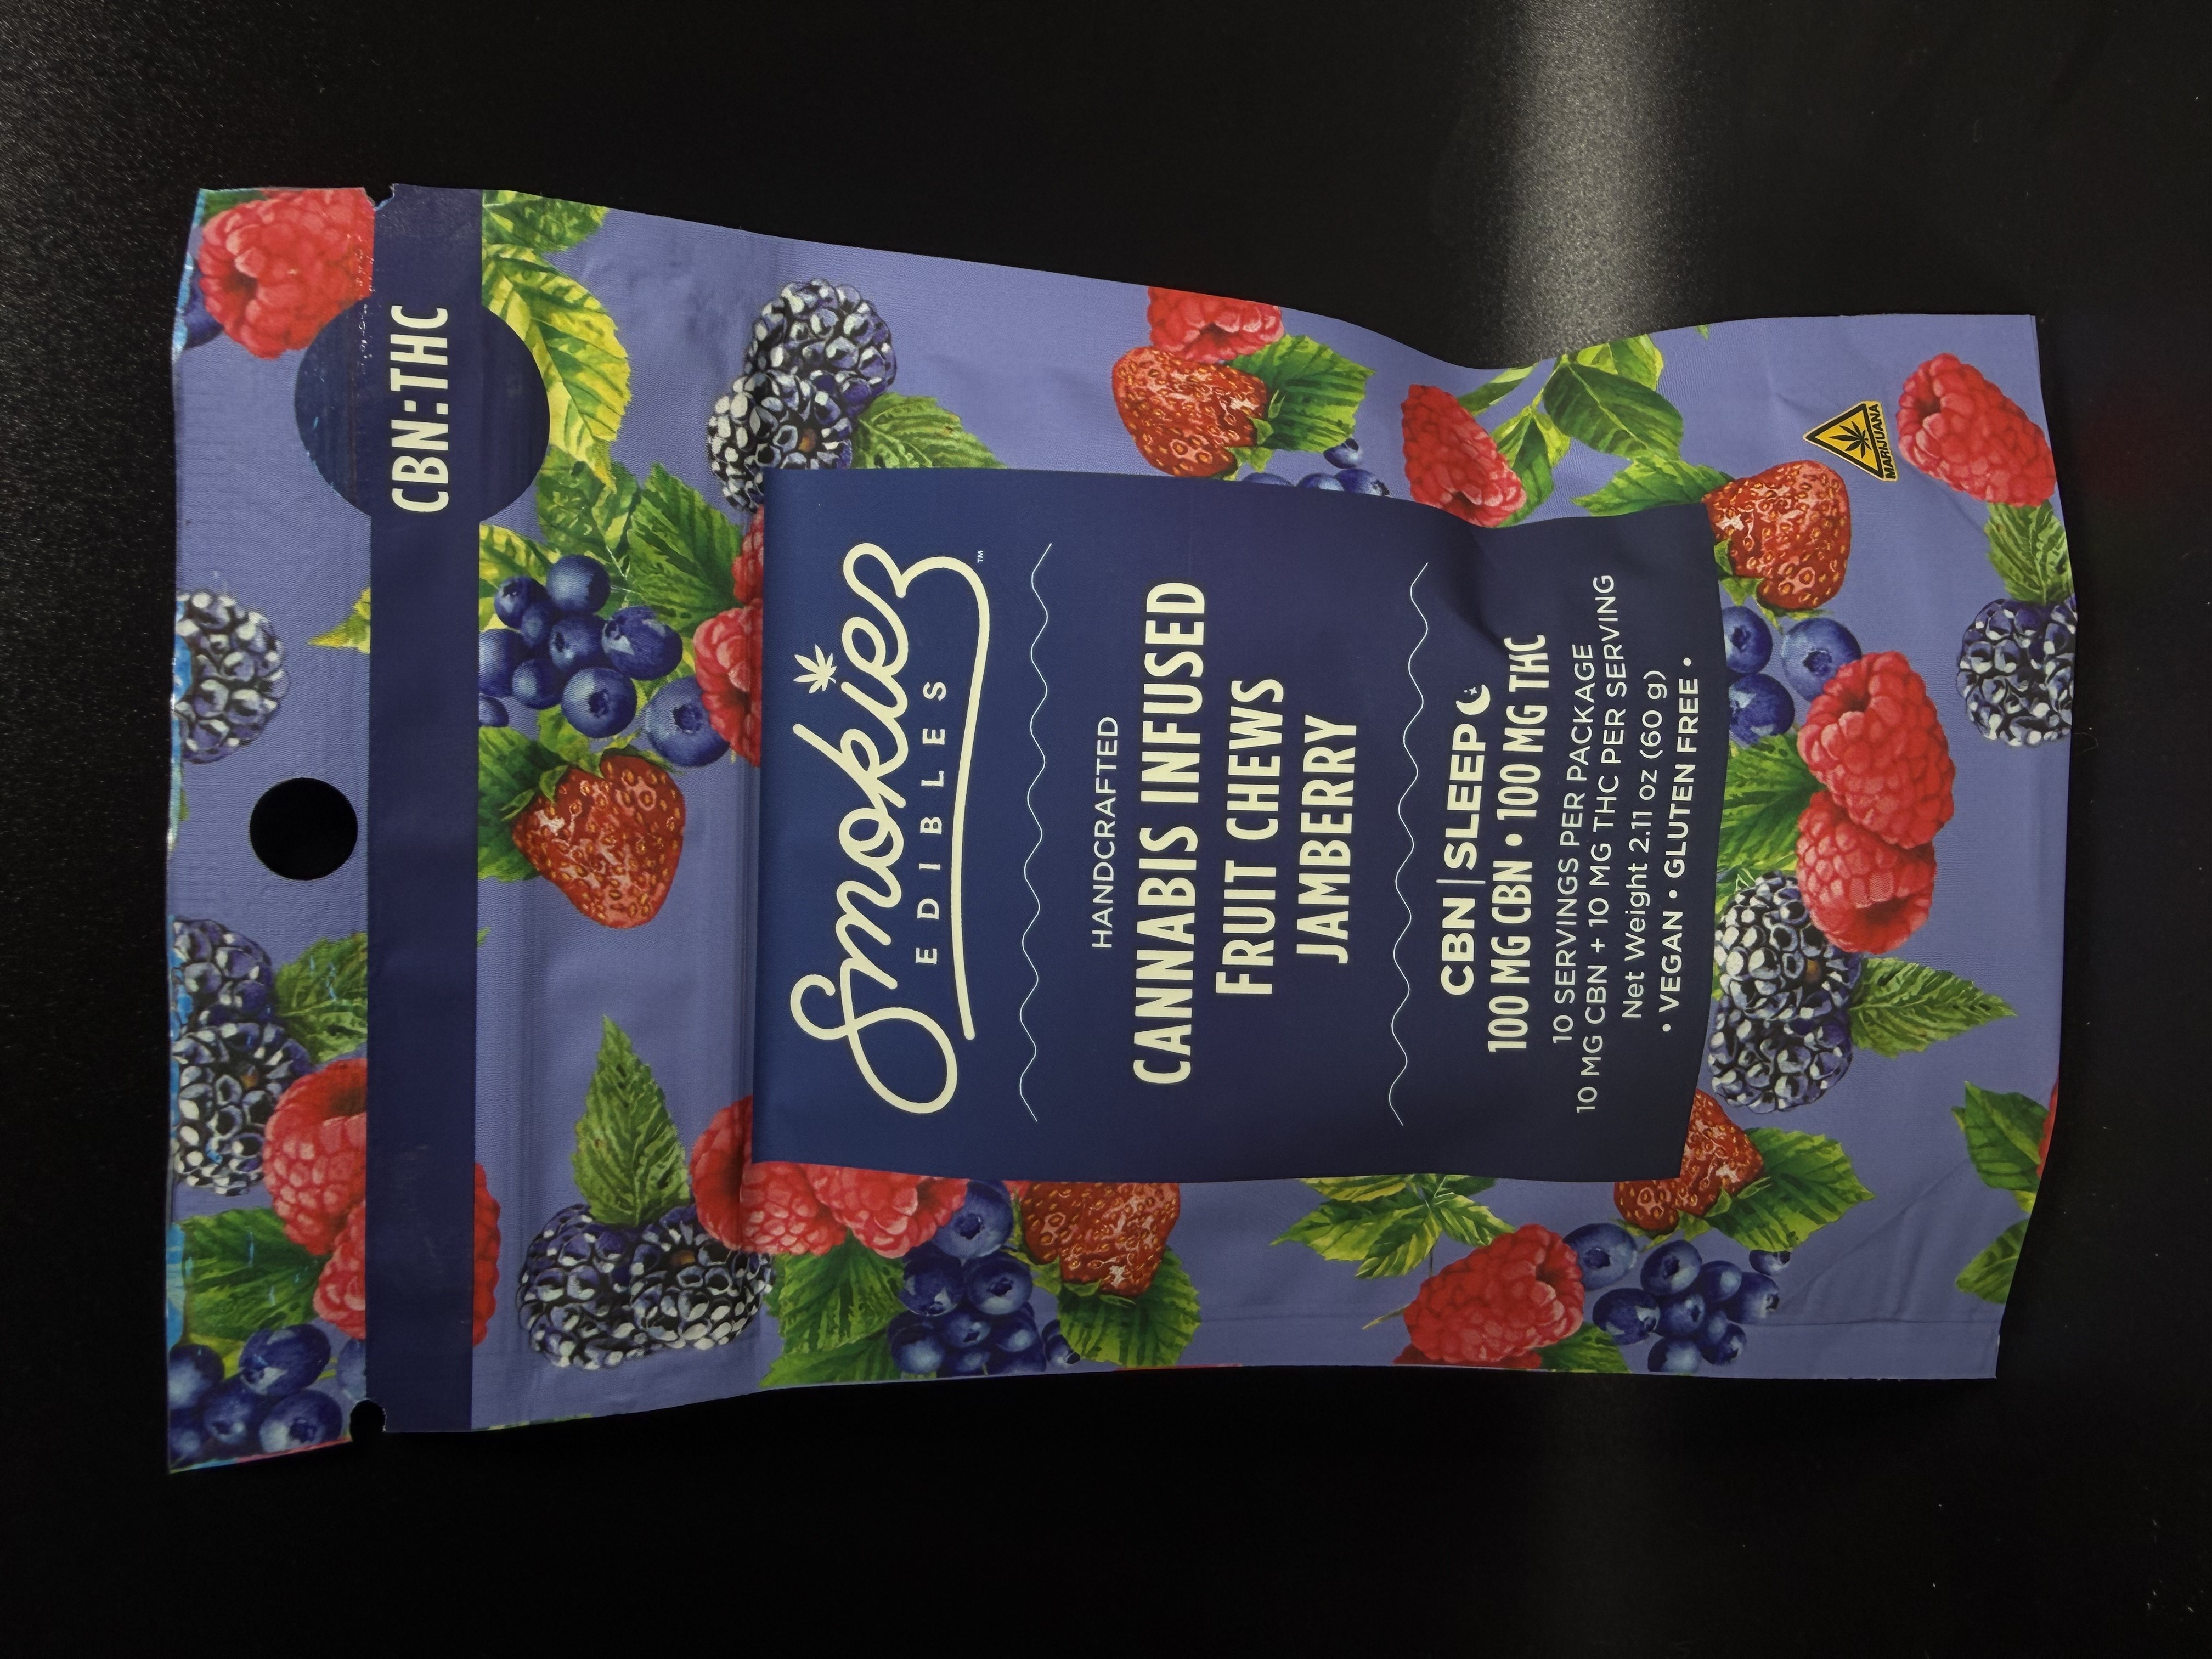 CBN:THC
Smokiez™
EDIBLES
HANDCRAFTED
CANNABIS INFUSED
FRUIT CHEWS
JAMBERRY
CBN | SLEEP
100 MG CBN • 100 MG THC
10 SERVINGS PER PACKAGE
10 MG CBN + 10 MG THC PER SERVING
Net Weight 2.11 oz (60 g)
• VEGAN • GLUTEN FREE •
MARIJUANA